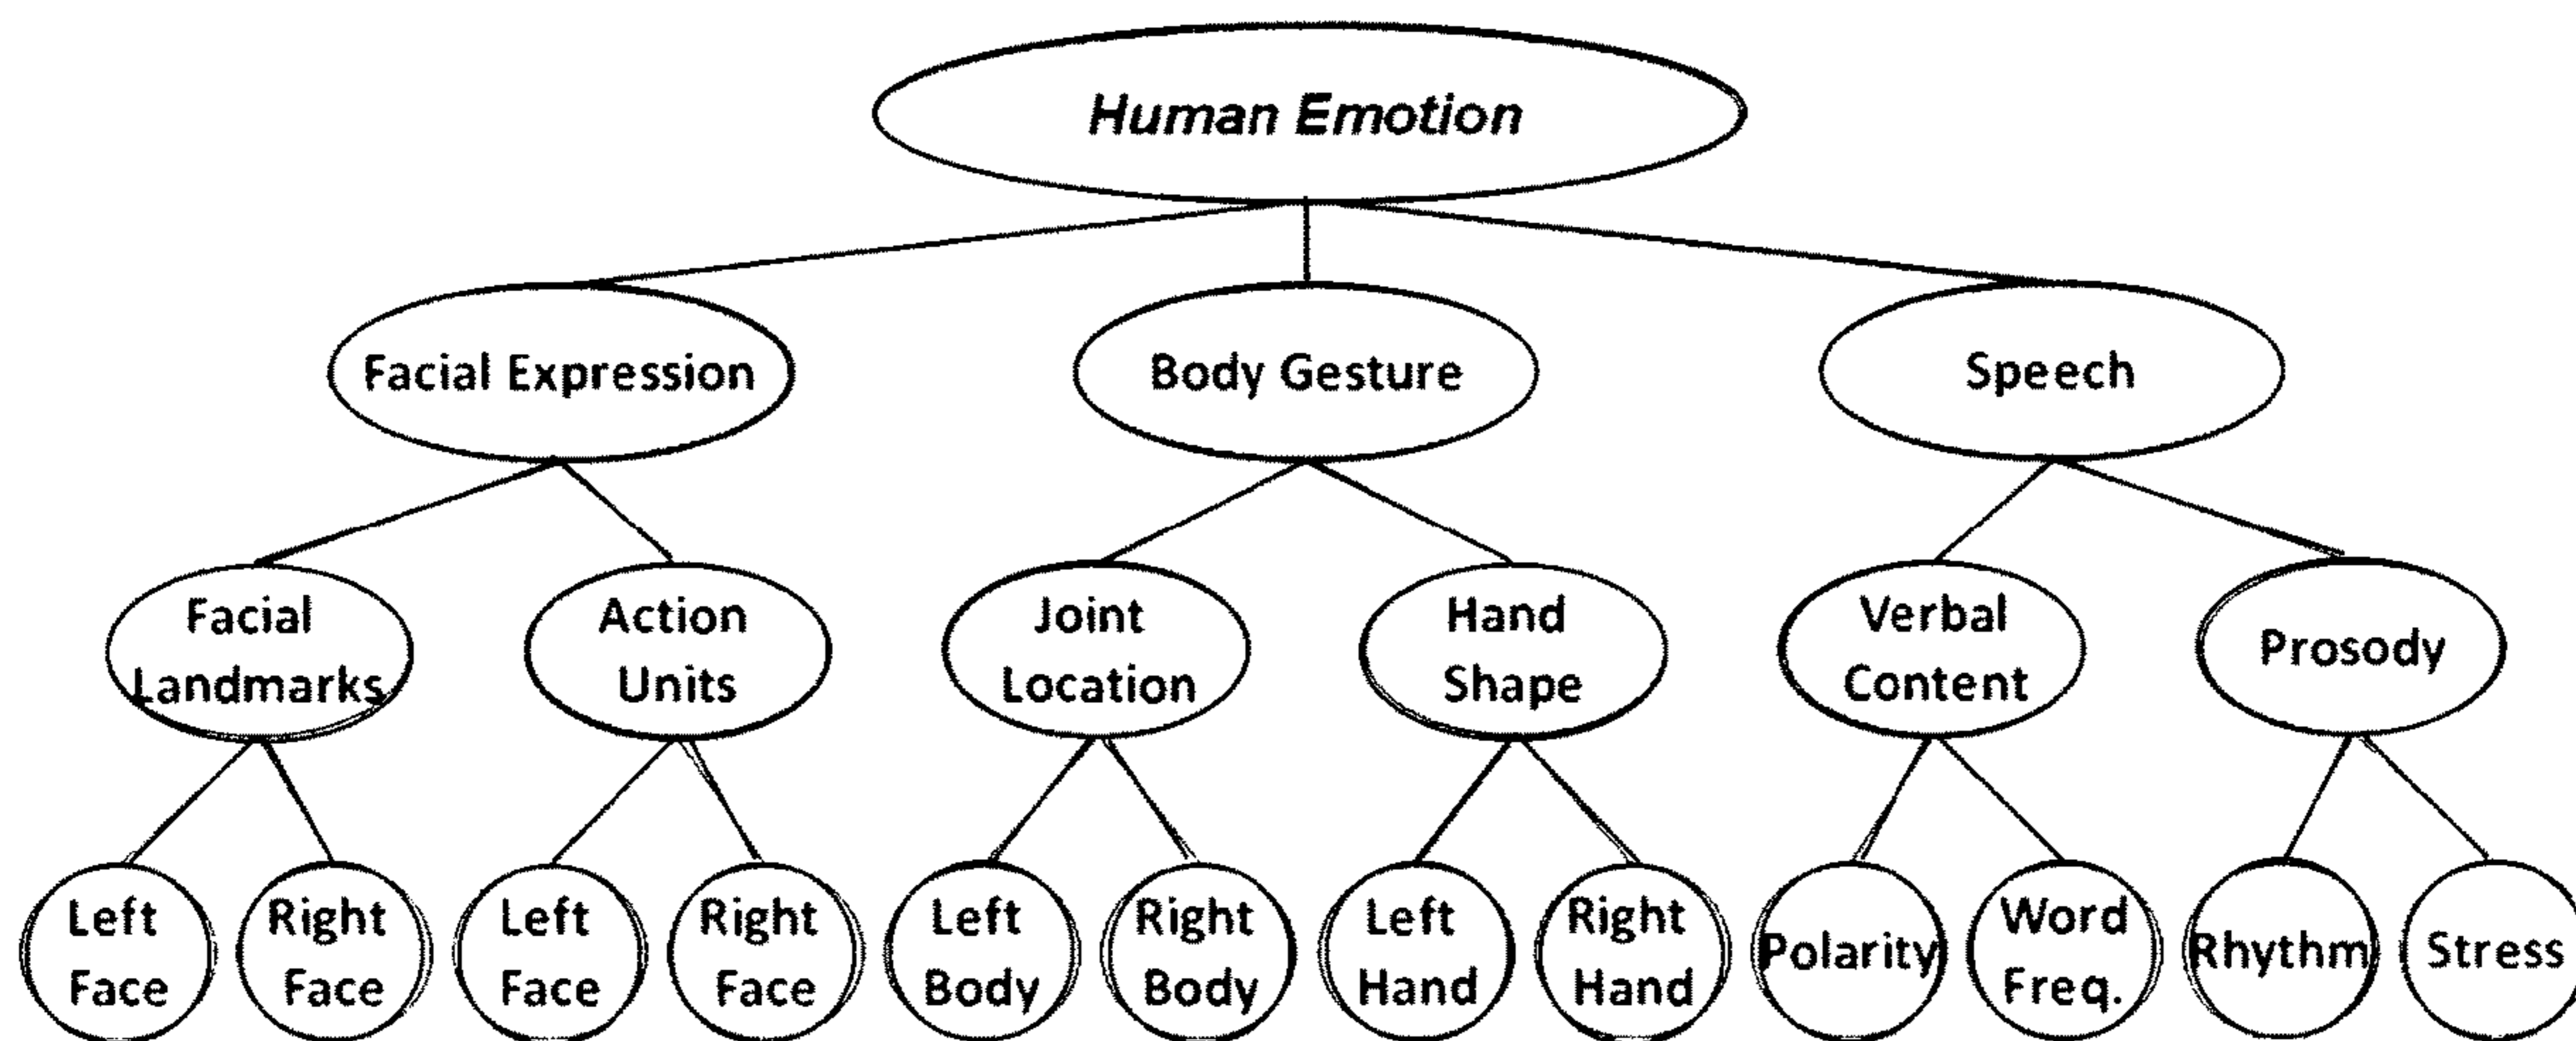 Human Emotion
Facial Expression
Body Gesture
Speech
Facial
Landmarks
Action
Units
Joint
Location
Hand
Shape
Verbal
Content
Prosody
Left
Face
Right
Face
Left
Face
Right
Face
Left
Body
Right
Body
Left
Hand
Right
Hand
Polarity
Word
Freq.
Rhythm
Stress